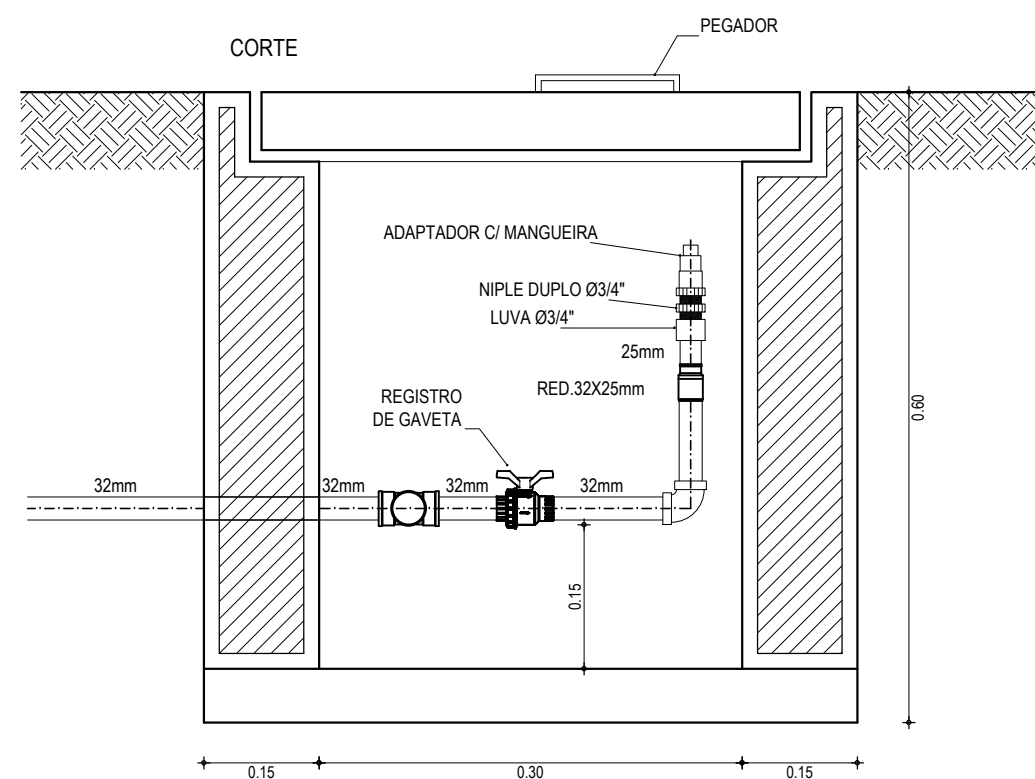 PEGADOR
CORTE
ADAPTADOR C/ MANGUEIRA
NIPLE DUPLO Ø3/4"
LUVA Ø3/4"
25mm
RED.32X25mm
REGISTRO
DE GAVETA
0.60
32mm
32mm
32mm
32mm
0.15
0.15
0.30
0.15